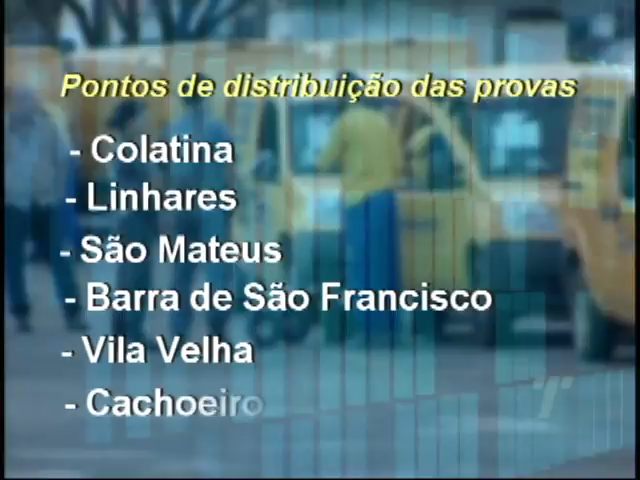 Pontos de distribuição das provas
- Colatina
- Linhares
- São Mateus
- Barra de São Francisco
- Vila Velha
- Cachoeiro